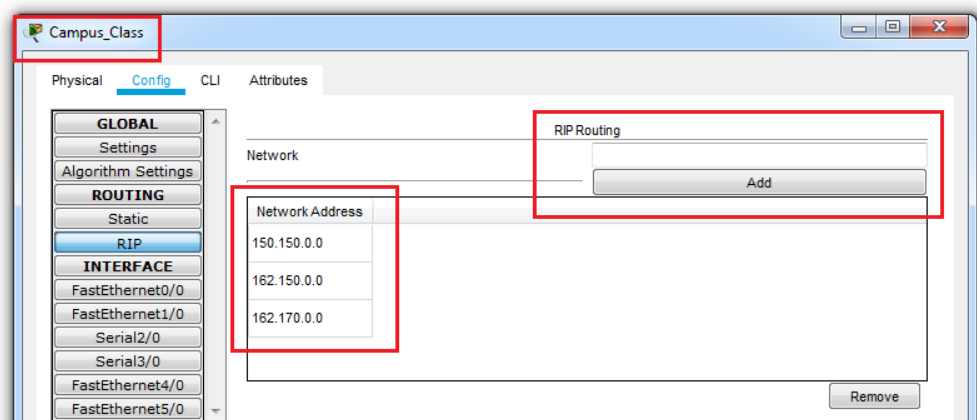 Campus_Class
Physical Config CLI Attributes
GLOBAL
Settings
Algorithm Settings
ROUTING
Static
RIP
INTERFACE
FastEthernet0/0
FastEthernet1/0
Serial2/0
Serial3/0
FastEthernet4/0
FastEthernet5/0
RIP Routing
Network
Add
Network Address
150.150.0.0
162.150.0.0
162.170.0.0
Remove